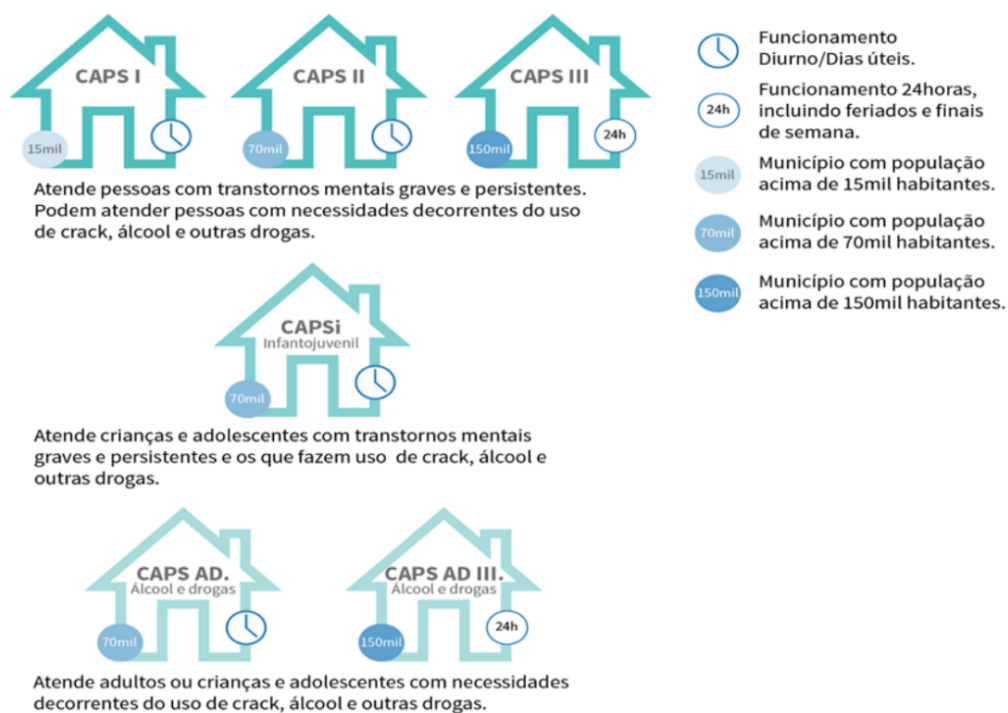 CAPS I
15mil
CAPS II
70mil
CAPS III
150mil
24h
Atende pessoas com transtornos mentais graves e persistentes.
Podem atender pessoas com necessidades decorrentes do uso
de crack, álcool e outras drogas.
CAPSi
Infantojuvenil
70mil
Atende crianças e adolescentes com transtornos mentais
graves e persistentes e os que fazem uso de crack, álcool e
outras drogas.
CAPS AD.
Álcool e drogas
70mil
CAPS AD III.
Álcool e drogas
150mil
24h
Atende adultos ou crianças e adolescentes com necessidades
decorrentes do uso de crack, álcool e outras drogas.
Funcionamento
Diurno/Dias úteis.
24h
Funcionamento 24horas,
incluindo feriados e finais
de semana.
15mil
Município com população
acima de 15mil habitantes.
70mil
Município com população
acima de 70mil habitantes.
150mil
Município com população
acima de 150mil habitantes.